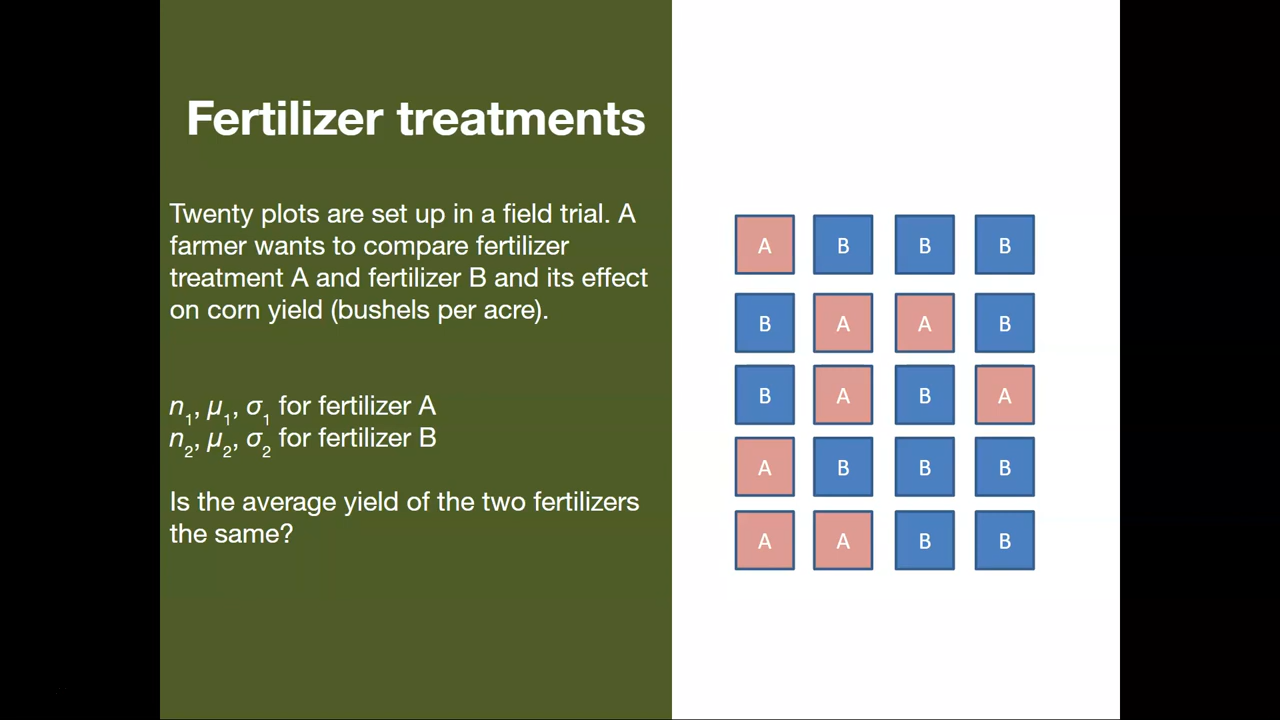 Fertilizer treatments
Twenty plots are set up in a field trial. A
farmer wants to compare fertilizer
treatment A and fertilizer B and its effect
on corn yield (bushels per acre).
n₁, μ₁, σ₁ for fertilizer A
n₂, μ₂, σ₂ for fertilizer B
Is the average yield of the two fertilizers
the same?
A B B B
B A A B
B A B A
A B B B
A A B B